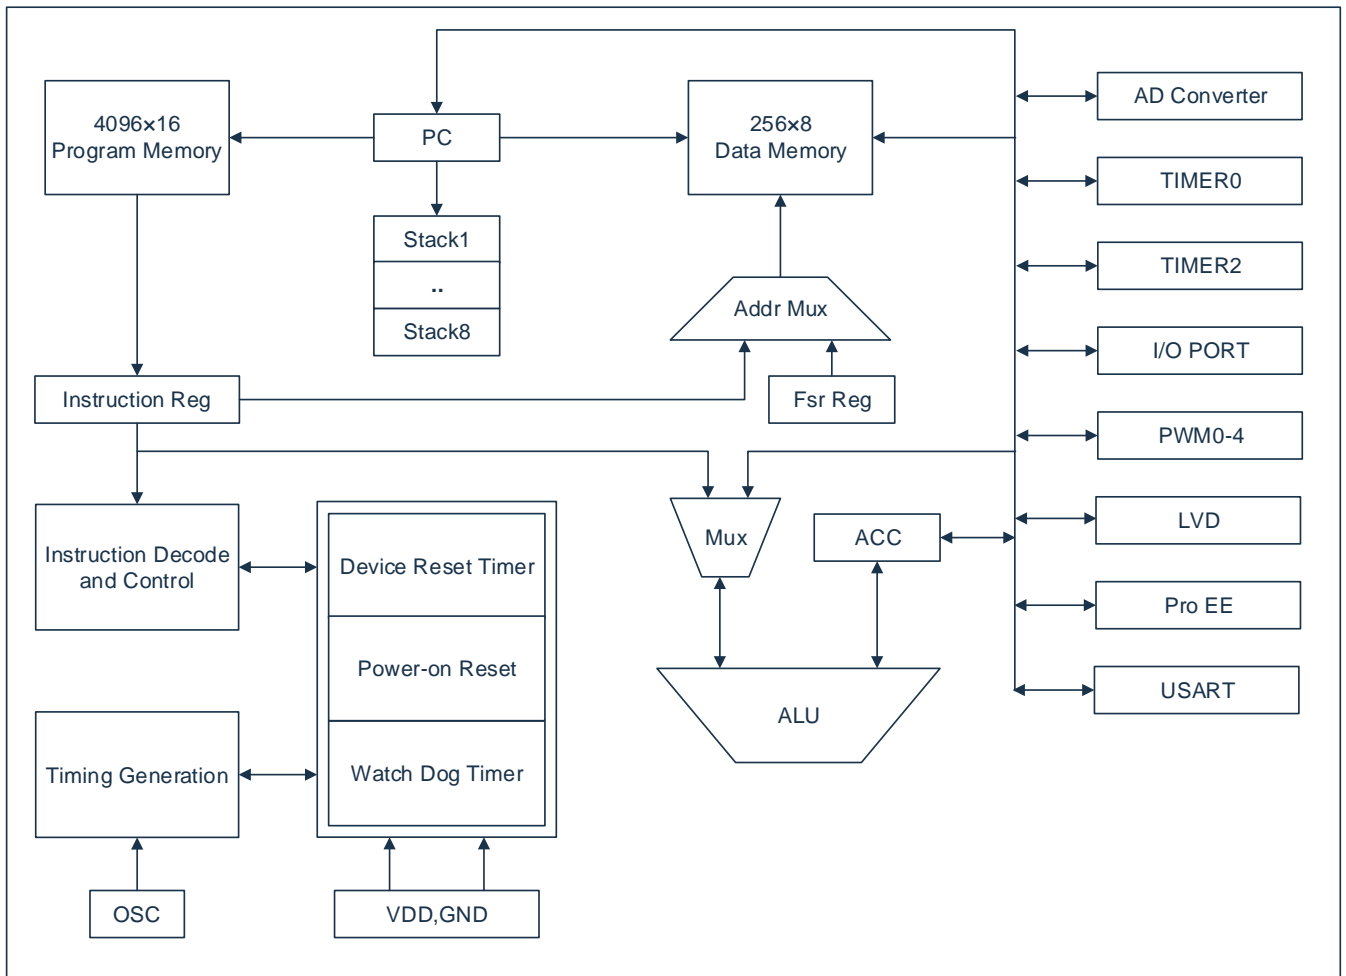 4096×16
Program Memory
PC
256×8
Data Memory
AD Converter
TIMER0
Stack1
TIMER2
..
Addr Mux
Stack8
I/O PORT
Instruction Reg
Fsr Reg
PWM0-4
LVD
Mux
ACC
Instruction Decode
and Control
Device Reset Timer
Pro EE
Power-on Reset
USART
ALU
Timing Generation
Watch Dog Timer
OSC
VDD,GND